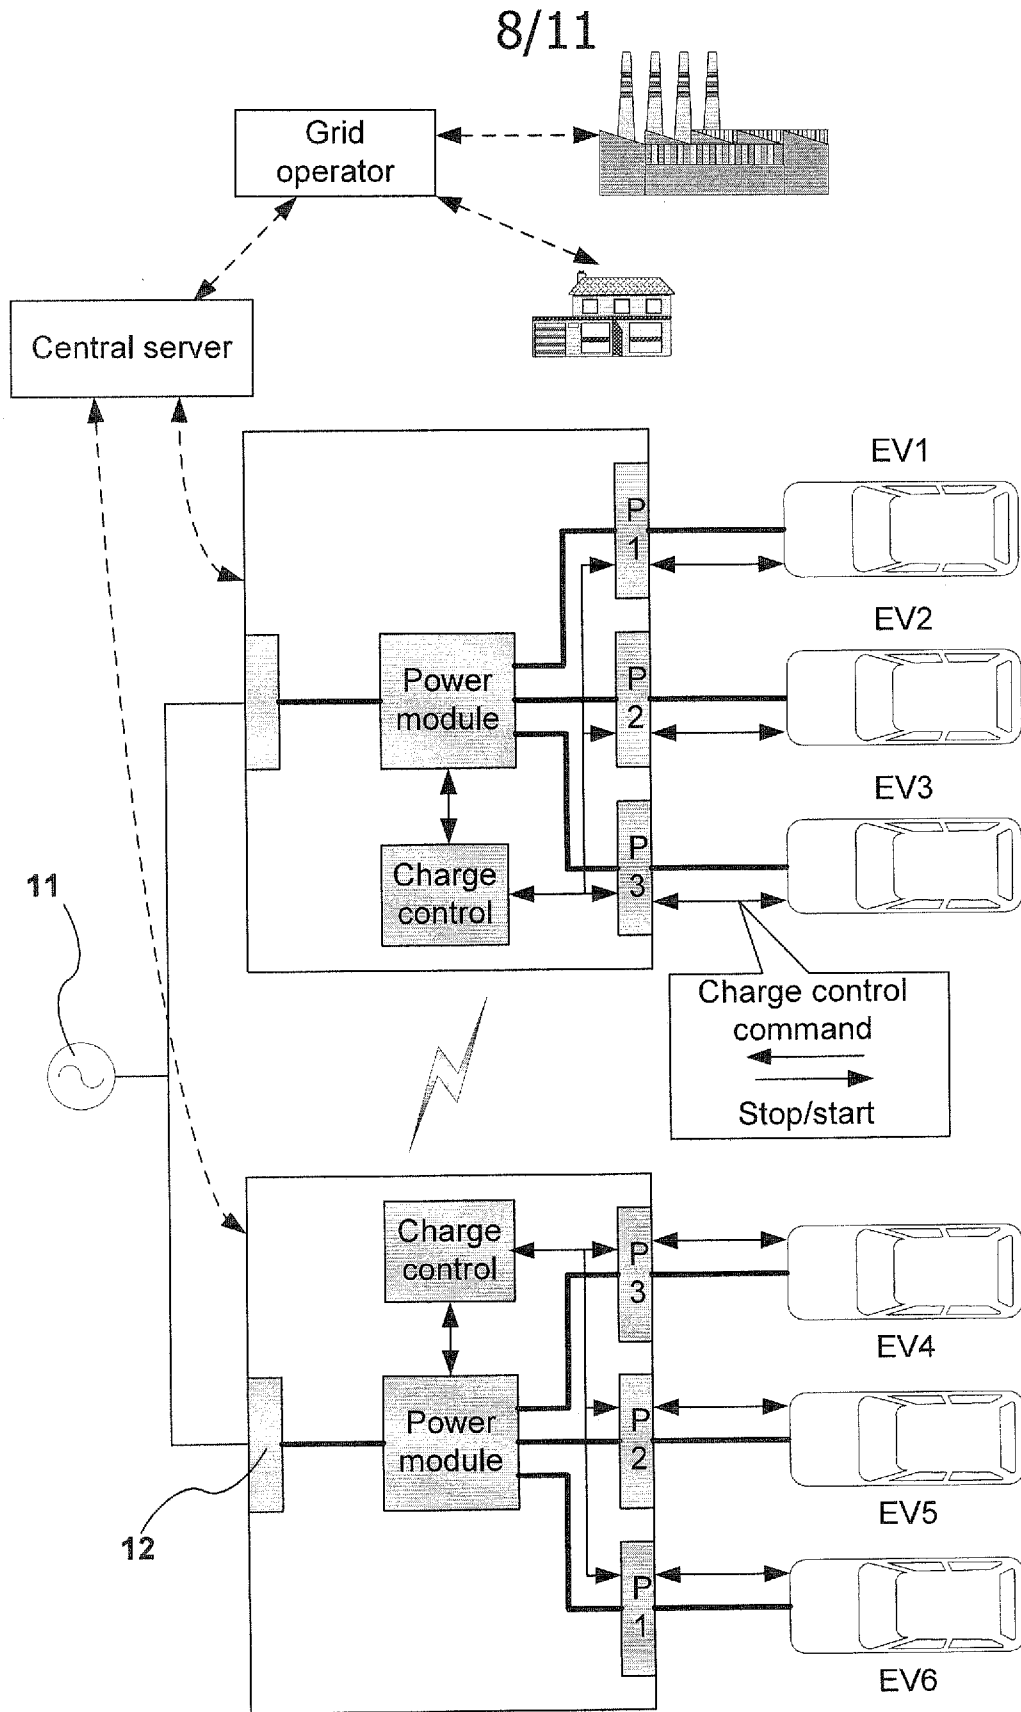 8/11
Grid
operator
Central server
EV1
P
1
EV2
Power
module
P
2
EV3
Charge
control
P
3
11
Charge control
command
Stop/start
Charge
control
P
3
EV4
Power
module
P
2
EV5
12
P
1
EV6